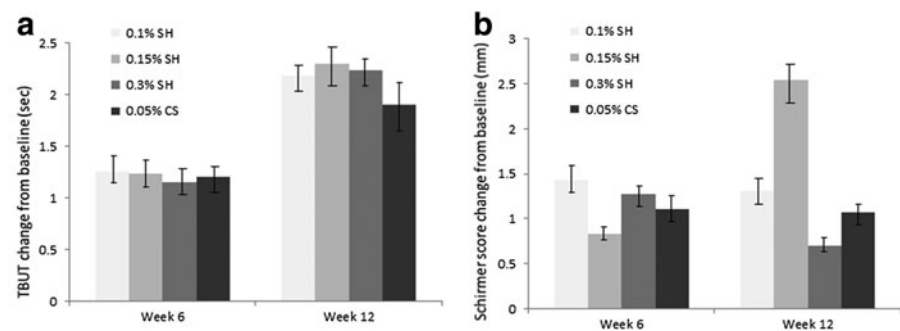 a
TBUT change from baseline (sec)
2.5
2
1.5
1
0.5
0
0.1% SH
0.15% SH
0.3% SH
0.05% CS
Week 6
Week 12
b
Schirmer score change from baseline (mm)
3
2.5
2
1.5
1
0.5
0
0.1% SH
0.15% SH
0.3% SH
0.05% CS
Week 6
Week 12